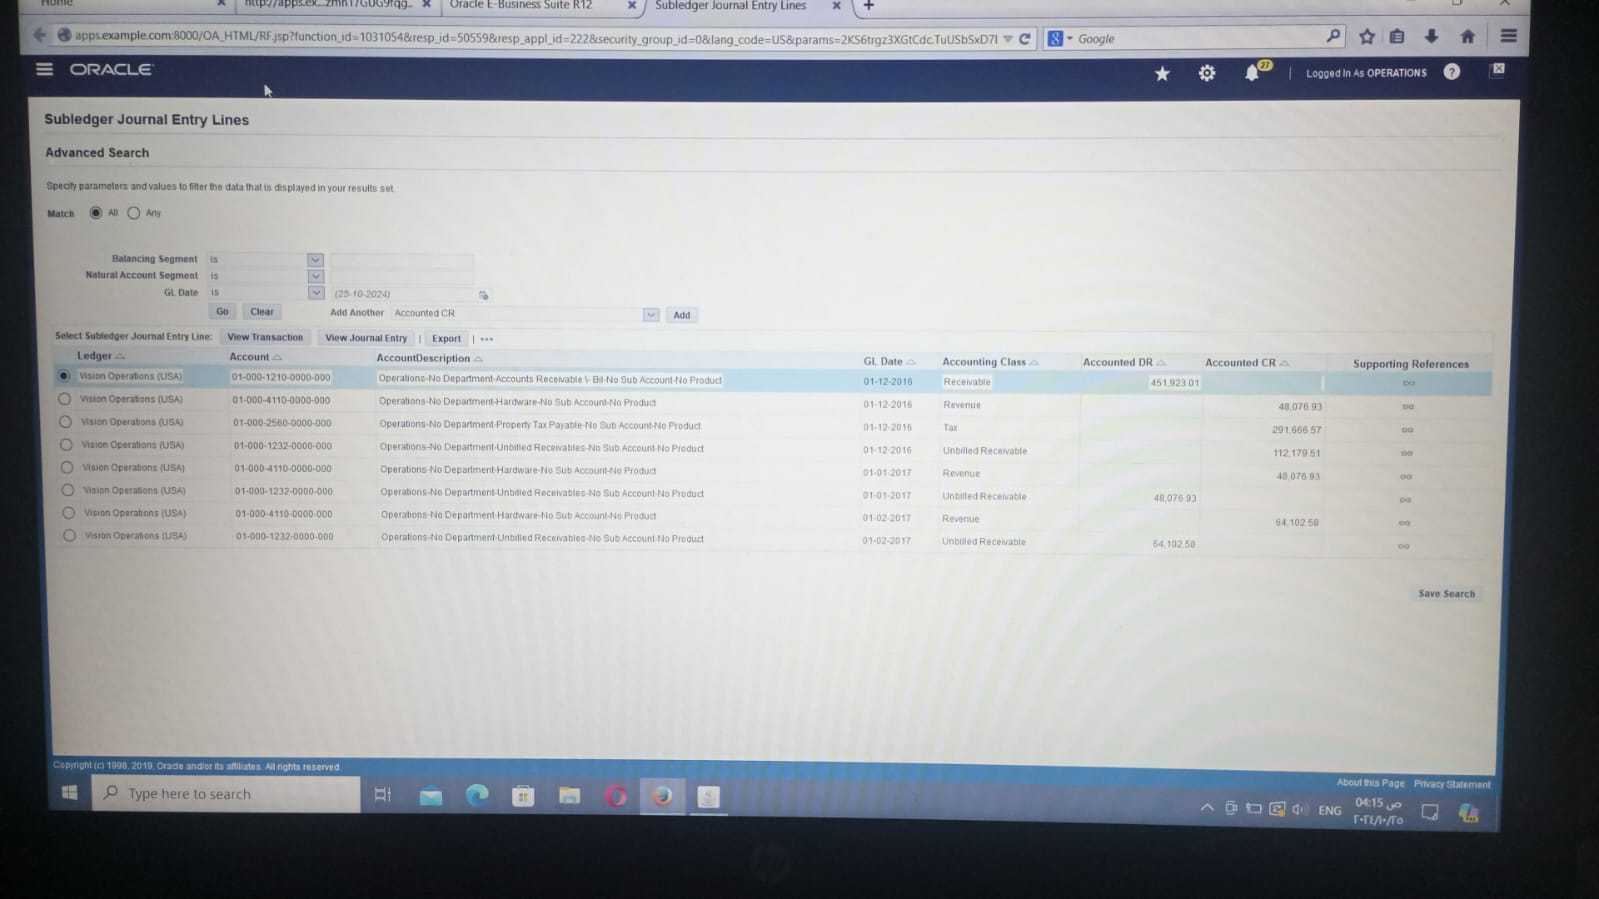 Home
http://apps.ex...zmh17GUG9fqg..
Oracle E-Business Suite R12
Subledger Journal Entry Lines
apps.example.com:8000/OA_HTML/RF.jsp?function_id=1031054&resp_id=50559&resp_appl_id=222&security_group_id=0&lang_code=US&params=2KS6trgz3XGtCdc.TuUSbSxD7l
Google
ORACLE
27
Logged In As OPERATIONS
Subledger Journal Entry Lines
Advanced Search
Specify parameters and values to filter the data that is displayed in your results set.
Match All Any
Balancing Segment is
Natural Account Segment is
GL Date is (25-10-2024)
Go Clear Add Another Accounted CR Add
Select Subledger Journal Entry Line: View Transaction View Journal Entry | Export | •••
Ledger Account AccountDescription GL Date Accounting Class Accounted DR Accounted CR Supporting References
Vision Operations (USA) 01-000-1210-0000-000 Operations-No Department-Accounts Receivable \- Bil-No Sub Account-No Product 01-12-2016 Receivable 451,923.01
Vision Operations (USA) 01-000-4110-0000-000 Operations-No Department-Hardware-No Sub Account-No Product 01-12-2016 Revenue 48,076.93
Vision Operations (USA) 01-000-2560-0000-000 Operations-No Department-Property Tax Payable-No Sub Account-No Product 01-12-2016 Tax 291,666.57
Vision Operations (USA) 01-000-1232-0000-000 Operations-No Department-Unbilled Receivables-No Sub Account-No Product 01-12-2016 Unbilled Receivable 112,179.51
Vision Operations (USA) 01-000-4110-0000-000 Operations-No Department-Hardware-No Sub Account-No Product 01-01-2017 Revenue 48,076.93
Vision Operations (USA) 01-000-1232-0000-000 Operations-No Department-Unbilled Receivables-No Sub Account-No Product 01-01-2017 Unbilled Receivable 48,076.93
Vision Operations (USA) 01-000-4110-0000-000 Operations-No Department-Hardware-No Sub Account-No Product 01-02-2017 Revenue 64,102.58
Vision Operations (USA) 01-000-1232-0000-000 Operations-No Department-Unbilled Receivables-No Sub Account-No Product 01-02-2017 Unbilled Receivable 64,102.58
Save Search
Copyright (c) 1998, 2019, Oracle and/or its affiliates. All rights reserved.
About this Page Privacy Statement
Type here to search
ENG
04:15 ص
٢٠٢٤/١٠/٢٥
hp